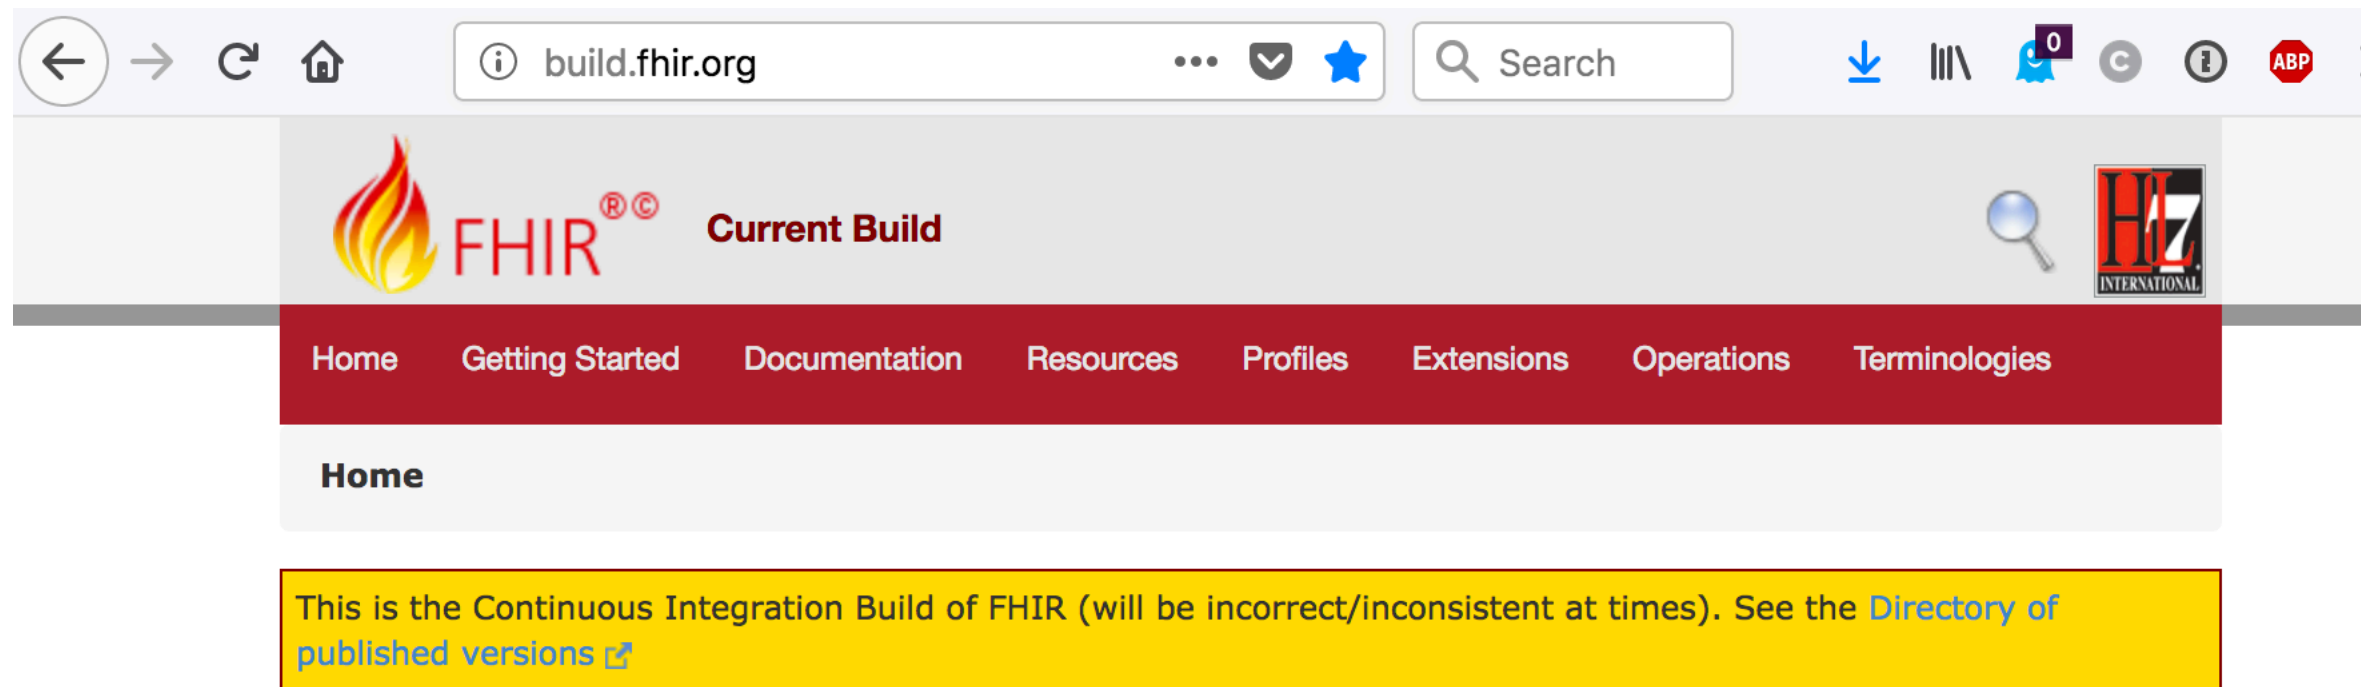 build.fhir.org
Search
0
C
ABP
FHIR®©
Current Build
HL7
INTERNATIONAL
Home Getting Started Documentation Resources Profiles Extensions Operations Terminologies
Home
This is the Continuous Integration Build of FHIR (will be incorrect/inconsistent at times). See the Directory of
published versions